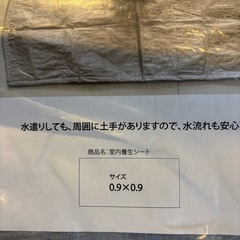 水遣りしても、周囲に土手がありますので、水流れも安心
商品名：室内養生シート
サイズ
0.9×0.9